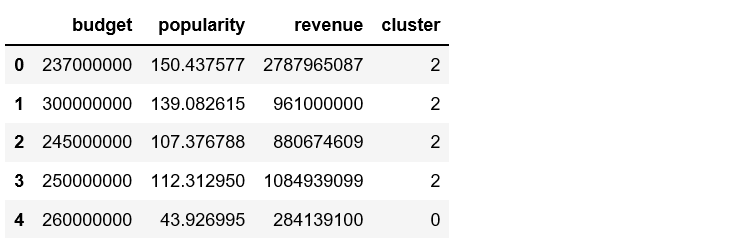 budget popularity revenue cluster
0 237000000 150.437577 2787965087 2
1 300000000 139.082615 961000000 2
2 245000000 107.376788 880674609 2
3 250000000 112.312950 1084939099 2
4 260000000 43.926995 284139100 0